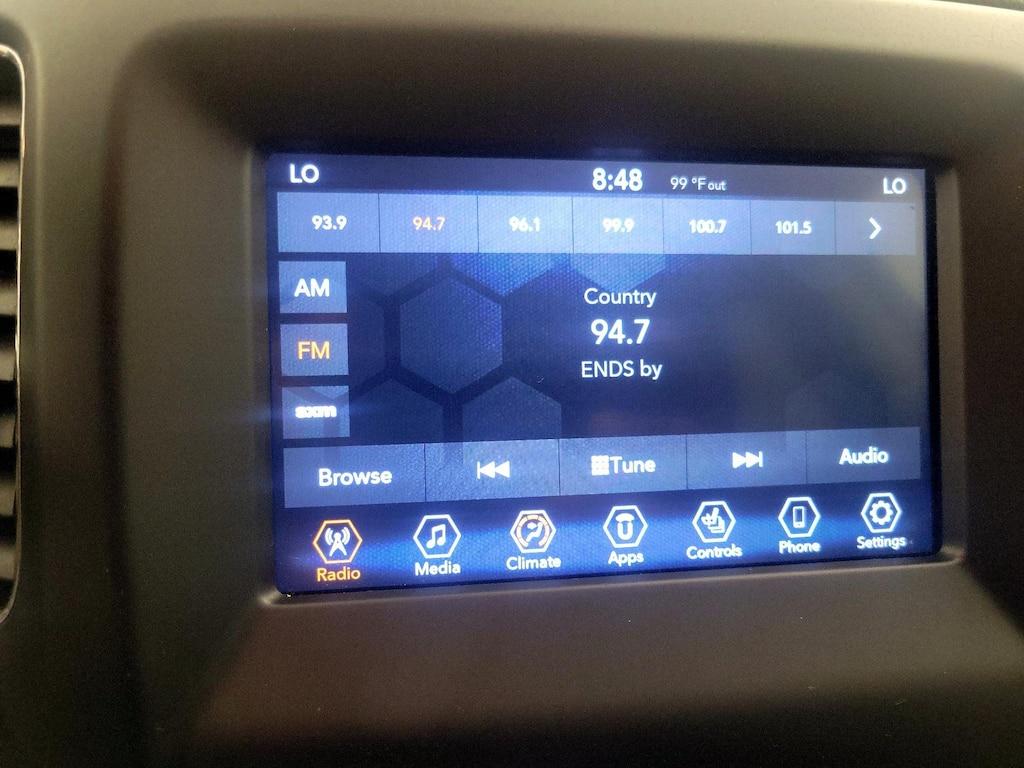 LO 8:48 99 °F out LO
93.9 94.7 96.1 99.9 100.7 101.5
AM
Country
94.7
FM
ENDS by
sxm
Browse Tune Audio
Radio Media Climate Apps Controls Phone Settings